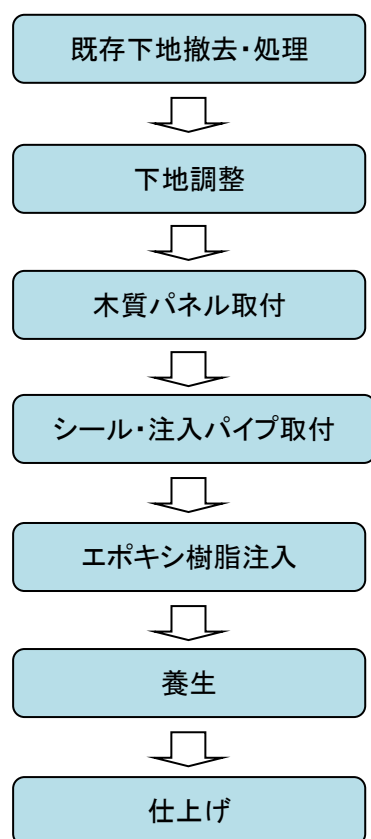 既存下地撤去・処理
下地調整
木質パネル取付
シール・注入パイプ取付
エポキシ樹脂注入
養生
仕上げ